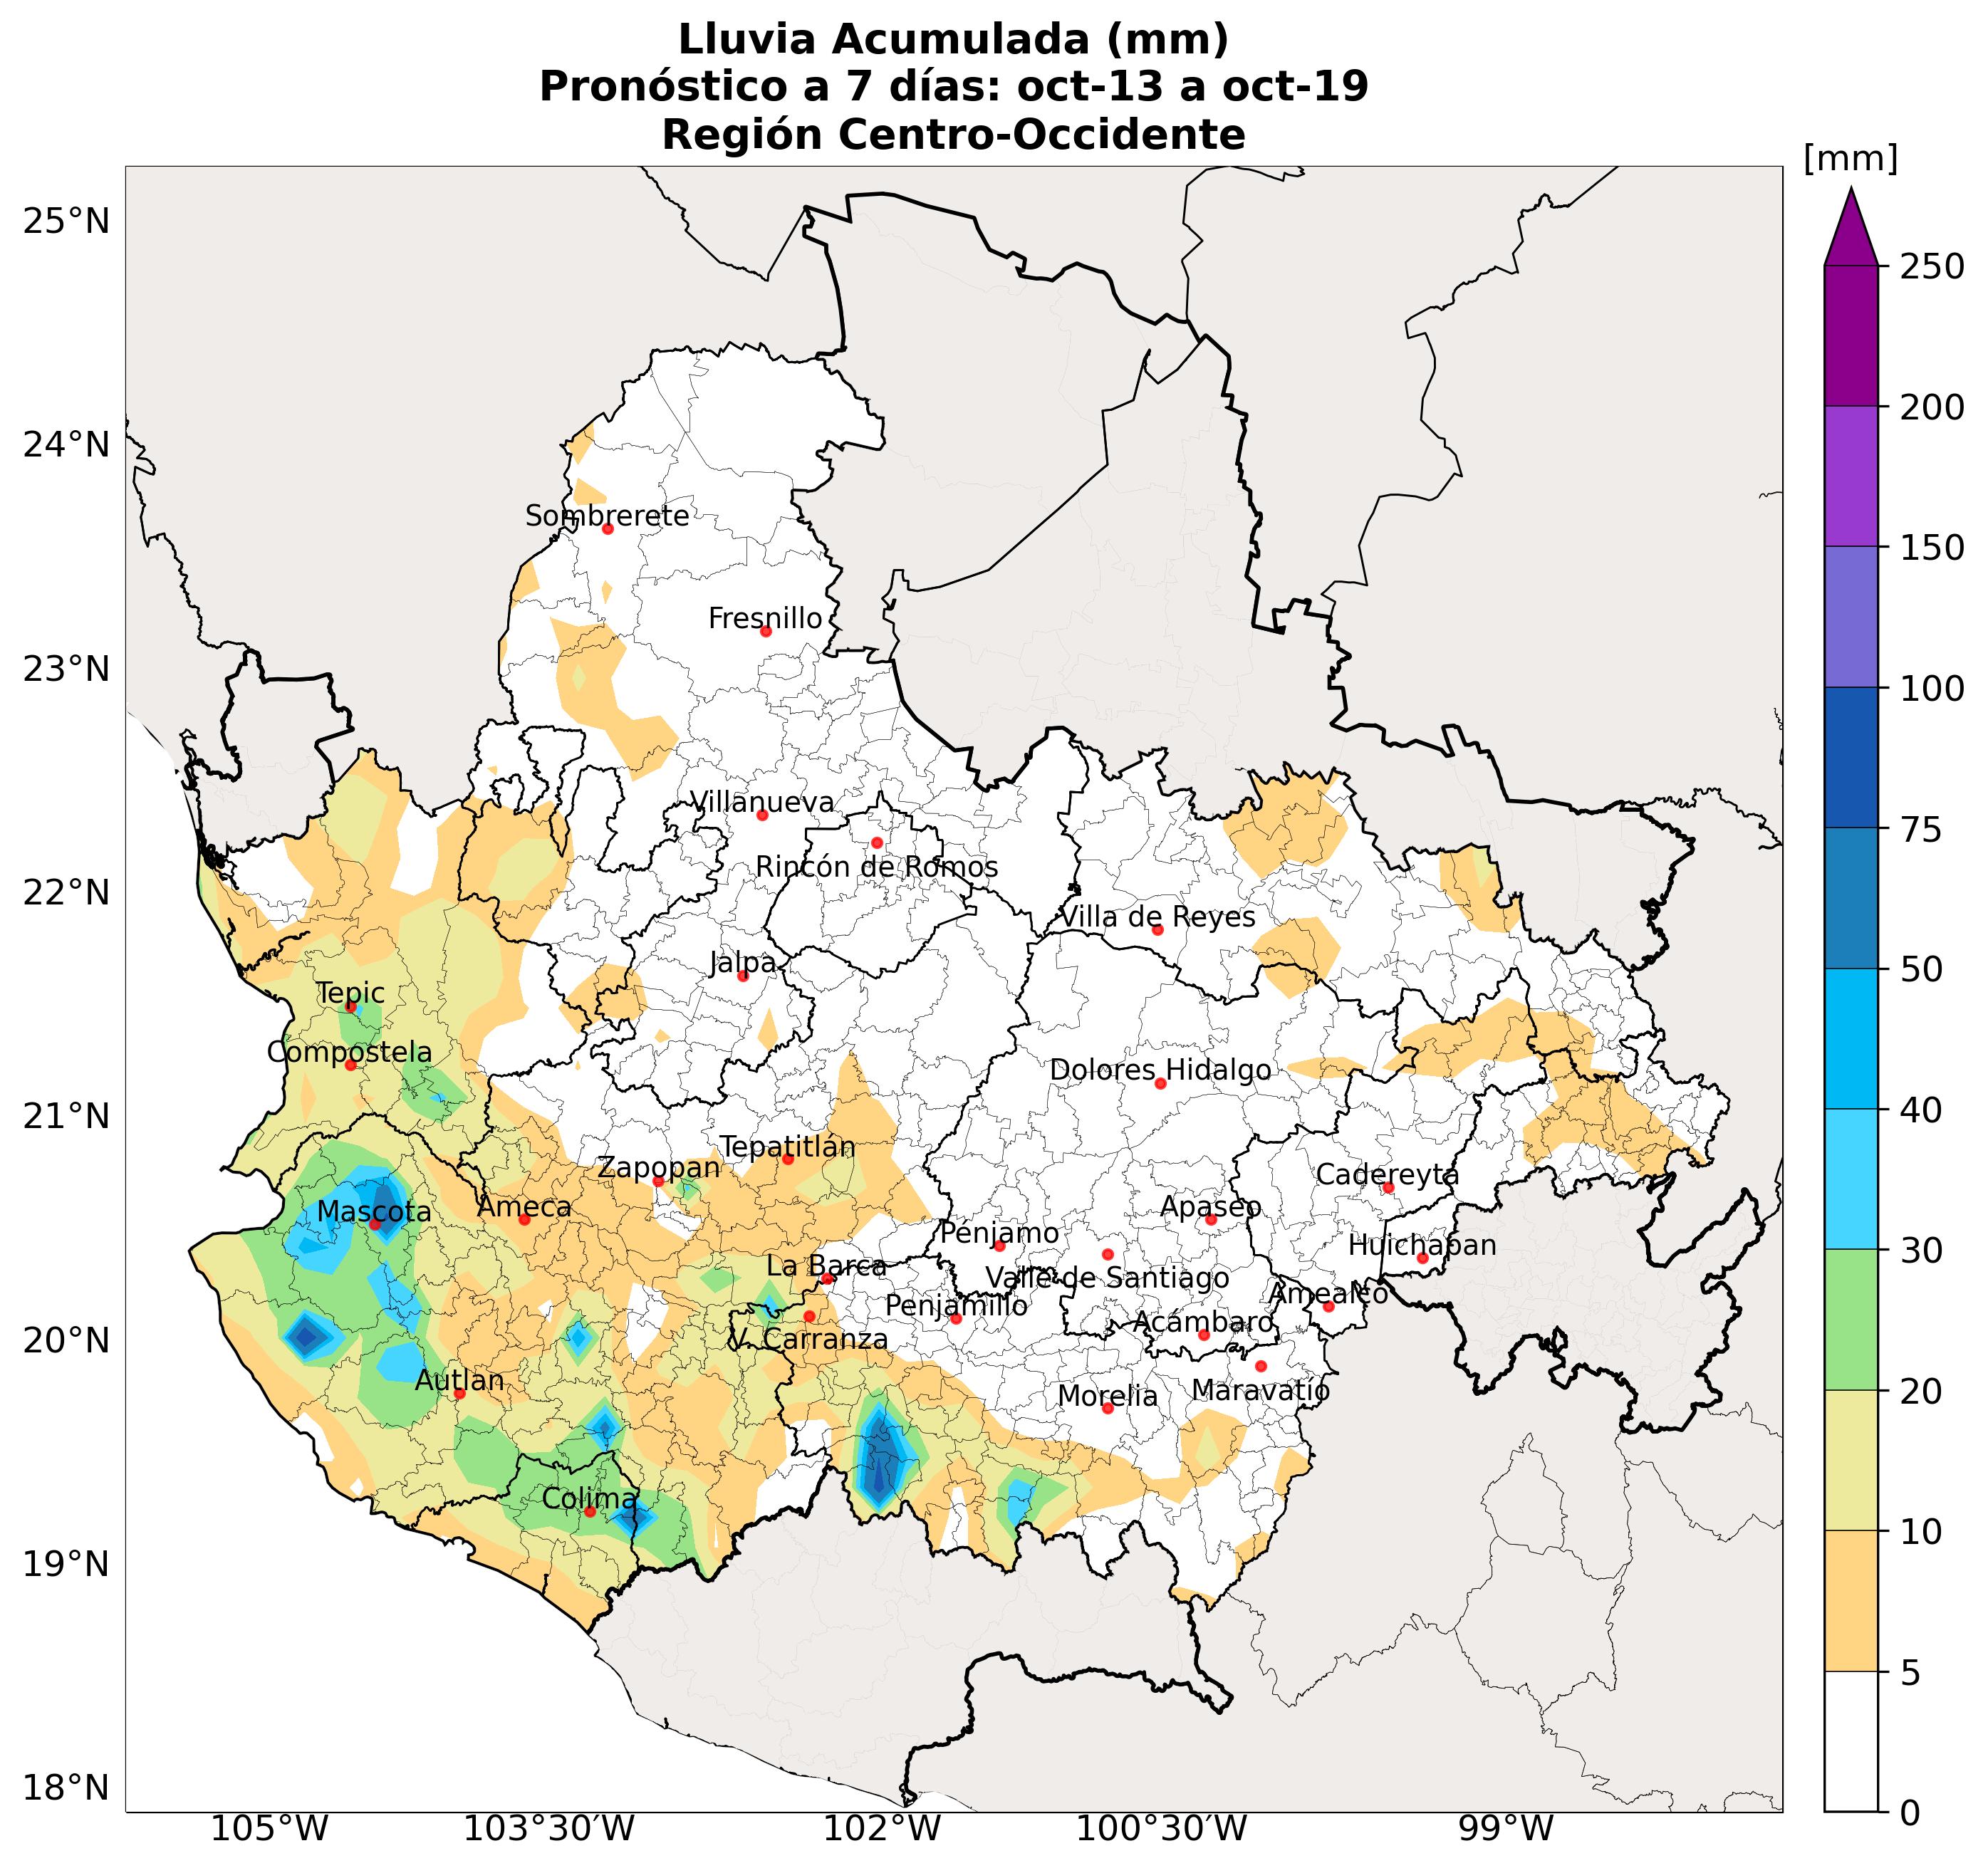 Lluvia Acumulada (mm)
Pronóstico a 7 días: oct-13 a oct-19
Región Centro-Occidente
[mm]
25°N
24°N
23°N
22°N
21°N
20°N
19°N
18°N
250
200
150
100
75
50
40
30
20
10
5
0
Sombrerete
Fresnillo
Villanueva
Rincón de Romos
Villa de Reyes
Jalpa
Tepic
Compostela
Dolores Hidalgo
Tepatitlán
Zapopan
Cadereyta
Mascota
Ameca
Apaseo
Penjamo
Huichapan
La Barca
Valle de Santiago
Amealco
Penjamillo
Acámbaro
V. Carranza
Autlan
Morelia
Maravatío
Colima
105°W
103°30'W
102°W
100°30'W
99°W